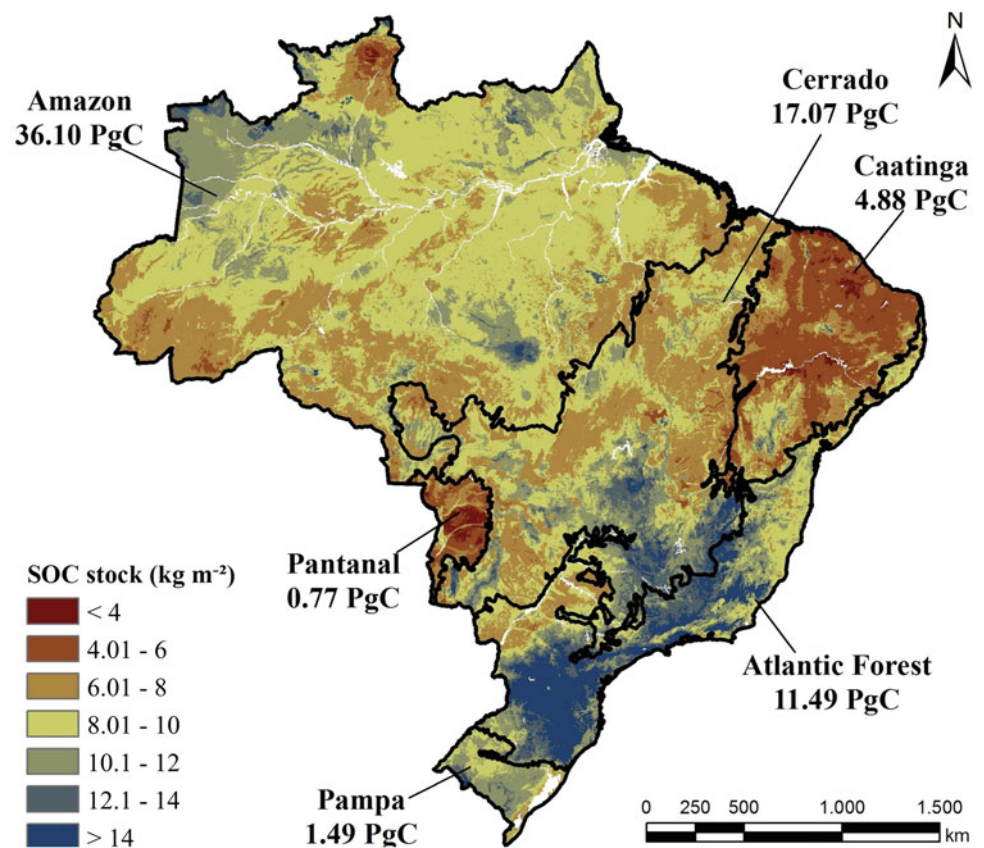 N
Amazon
36.10 PgC
Cerrado
17.07 PgC
Caatinga
4.88 PgC
Pantanal
0.77 PgC
Atlantic Forest
11.49 PgC
Pampa
1.49 PgC
SOC stock (kg m⁻²)
< 4
4.01 - 6
6.01 - 8
8.01 - 10
10.1 - 12
12.1 - 14
> 14
0 250 500 1.000 1.500
km